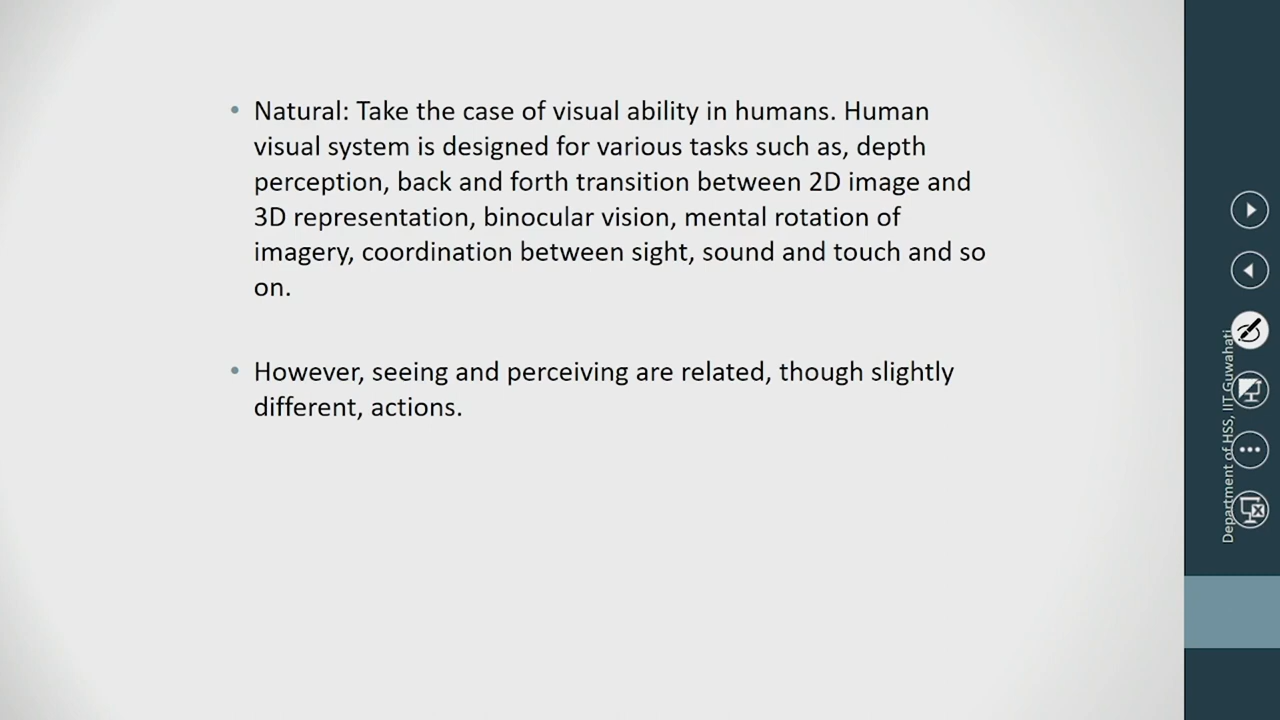 • Natural: Take the case of visual ability in humans. Human
visual system is designed for various tasks such as, depth
perception, back and forth transition between 2D image and
3D representation, binocular vision, mental rotation of
imagery, coordination between sight, sound and touch and so
on.
• However, seeing and perceiving are related, though slightly
different, actions.
Department of HSS, IIT Guwahati